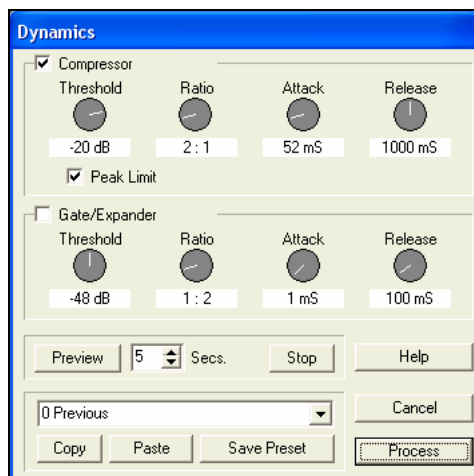 Dynamics
Compressor
Threshold Ratio Attack Release
-20 dB 2 : 1 52 mS 1000 mS
Peak Limit
Gate/Expander
Threshold Ratio Attack Release
-48 dB 1 : 2 1 mS 100 mS
Preview 5 Secs. Stop Help
0 Previous Cancel
Copy Paste Save Preset Process